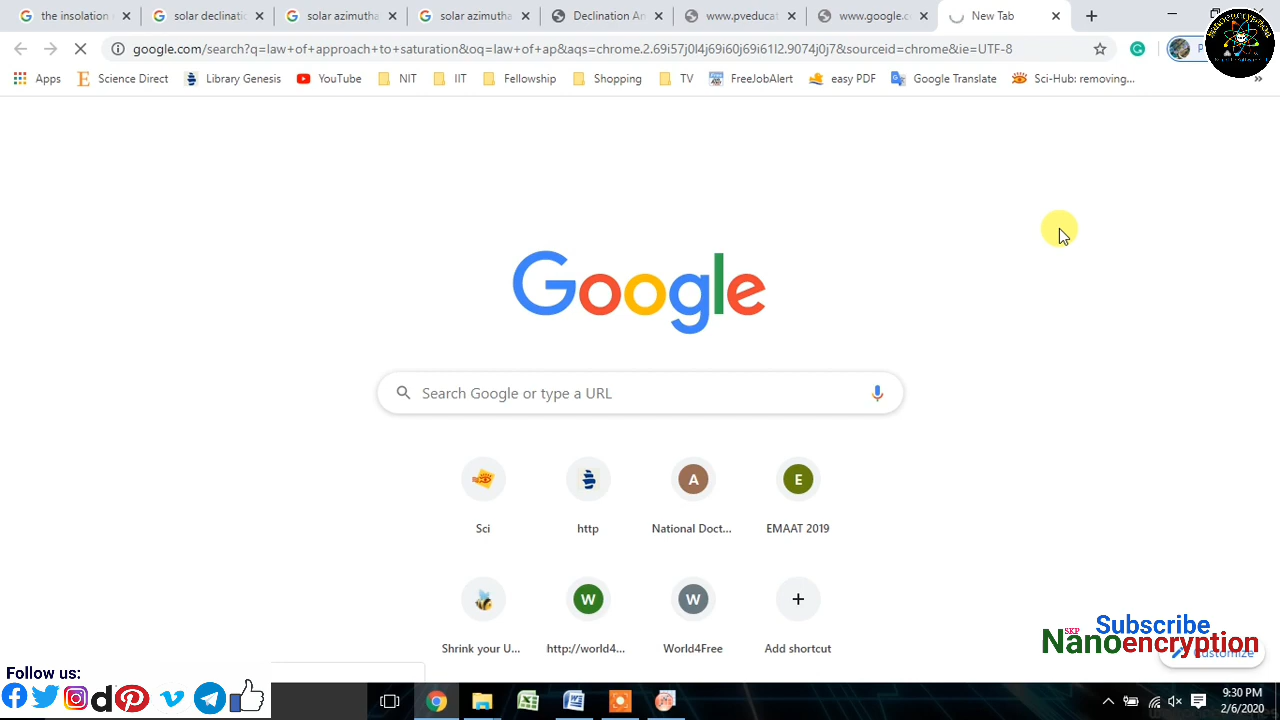 the insolation i
solar declinatio
solar azimutha
solar azimutha
Declination An
www.pveducat
www.google.c
New Tab
google.com/search?q=law+of+approach+to+saturation&oq=law+of+ap&aqs=chrome.2.69i57j0l4j69i60j69i61l2.9074j0j7&sourceid=chrome&ie=UTF-8
P
Apps
Science Direct
Library Genesis
YouTube
NIT
IIT
Fellowship
Shopping
TV
FreeJobAlert
easy PDF
Google Translate
Sci-Hub: removing...
Google
Search Google or type a URL
A
E
Sci
http
National Doct...
EMAAT 2019
W
W
Shrink your U...
http://world4...
World4Free
Add shortcut
Subscribe
SKP
Nanoencryption
Customize
Follow us:
9:30 PM
2/6/2020